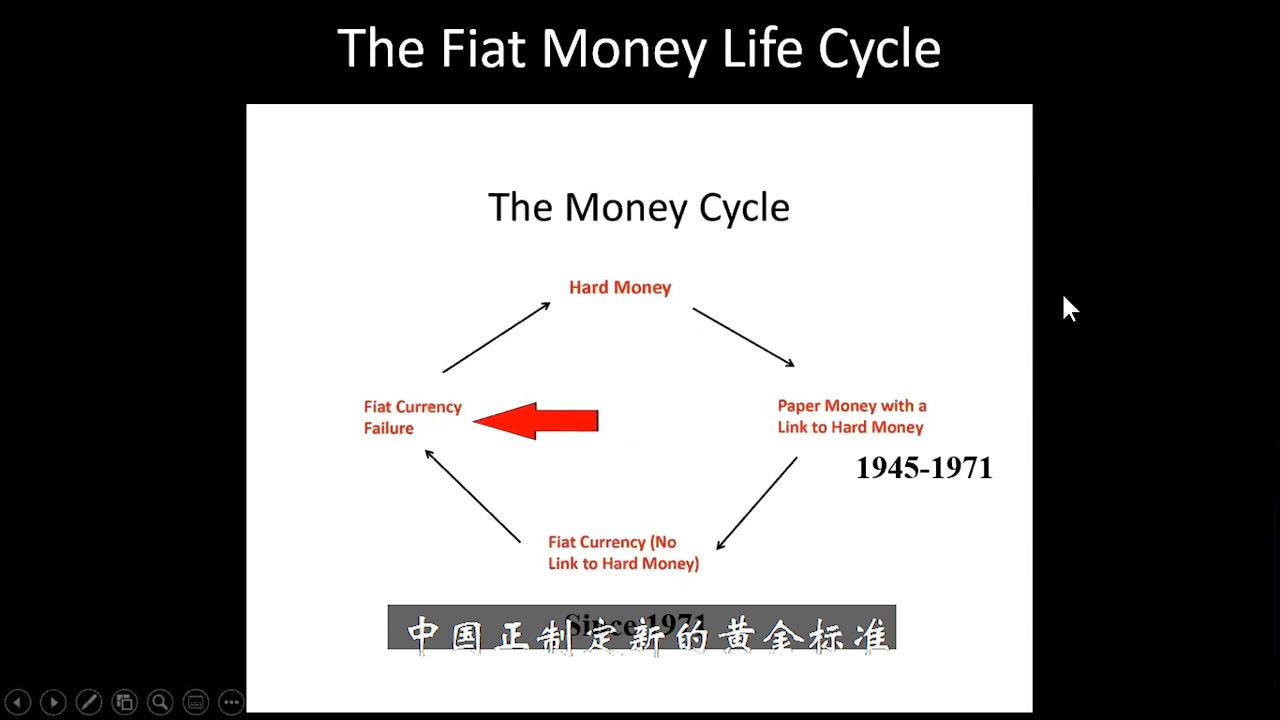 The Fiat Money Life Cycle
The Money Cycle
Hard Money
Fiat Currency
Failure
Paper Money with a
Link to Hard Money
1945-1971
Fiat Currency (No
Link to Hard Money)
Since 1971
中国正制定新的黄金标准